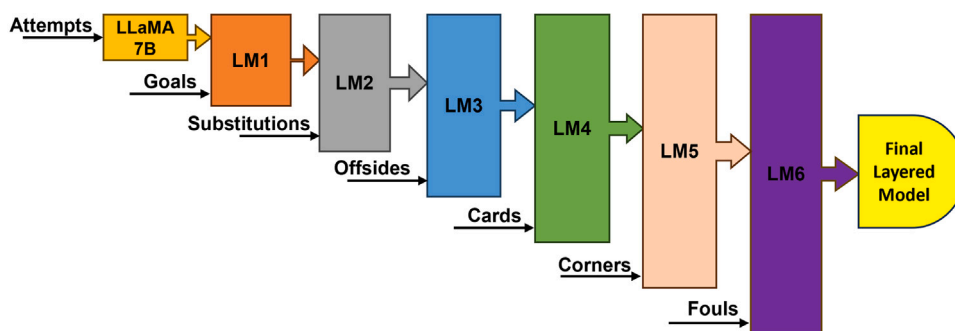 Attempts
LLaMA
7B
LM1
Goals
LM2
Substitutions
LM3
Offsides
LM4
Cards
LM5
Corners
LM6
Fouls
Final
Layered
Model